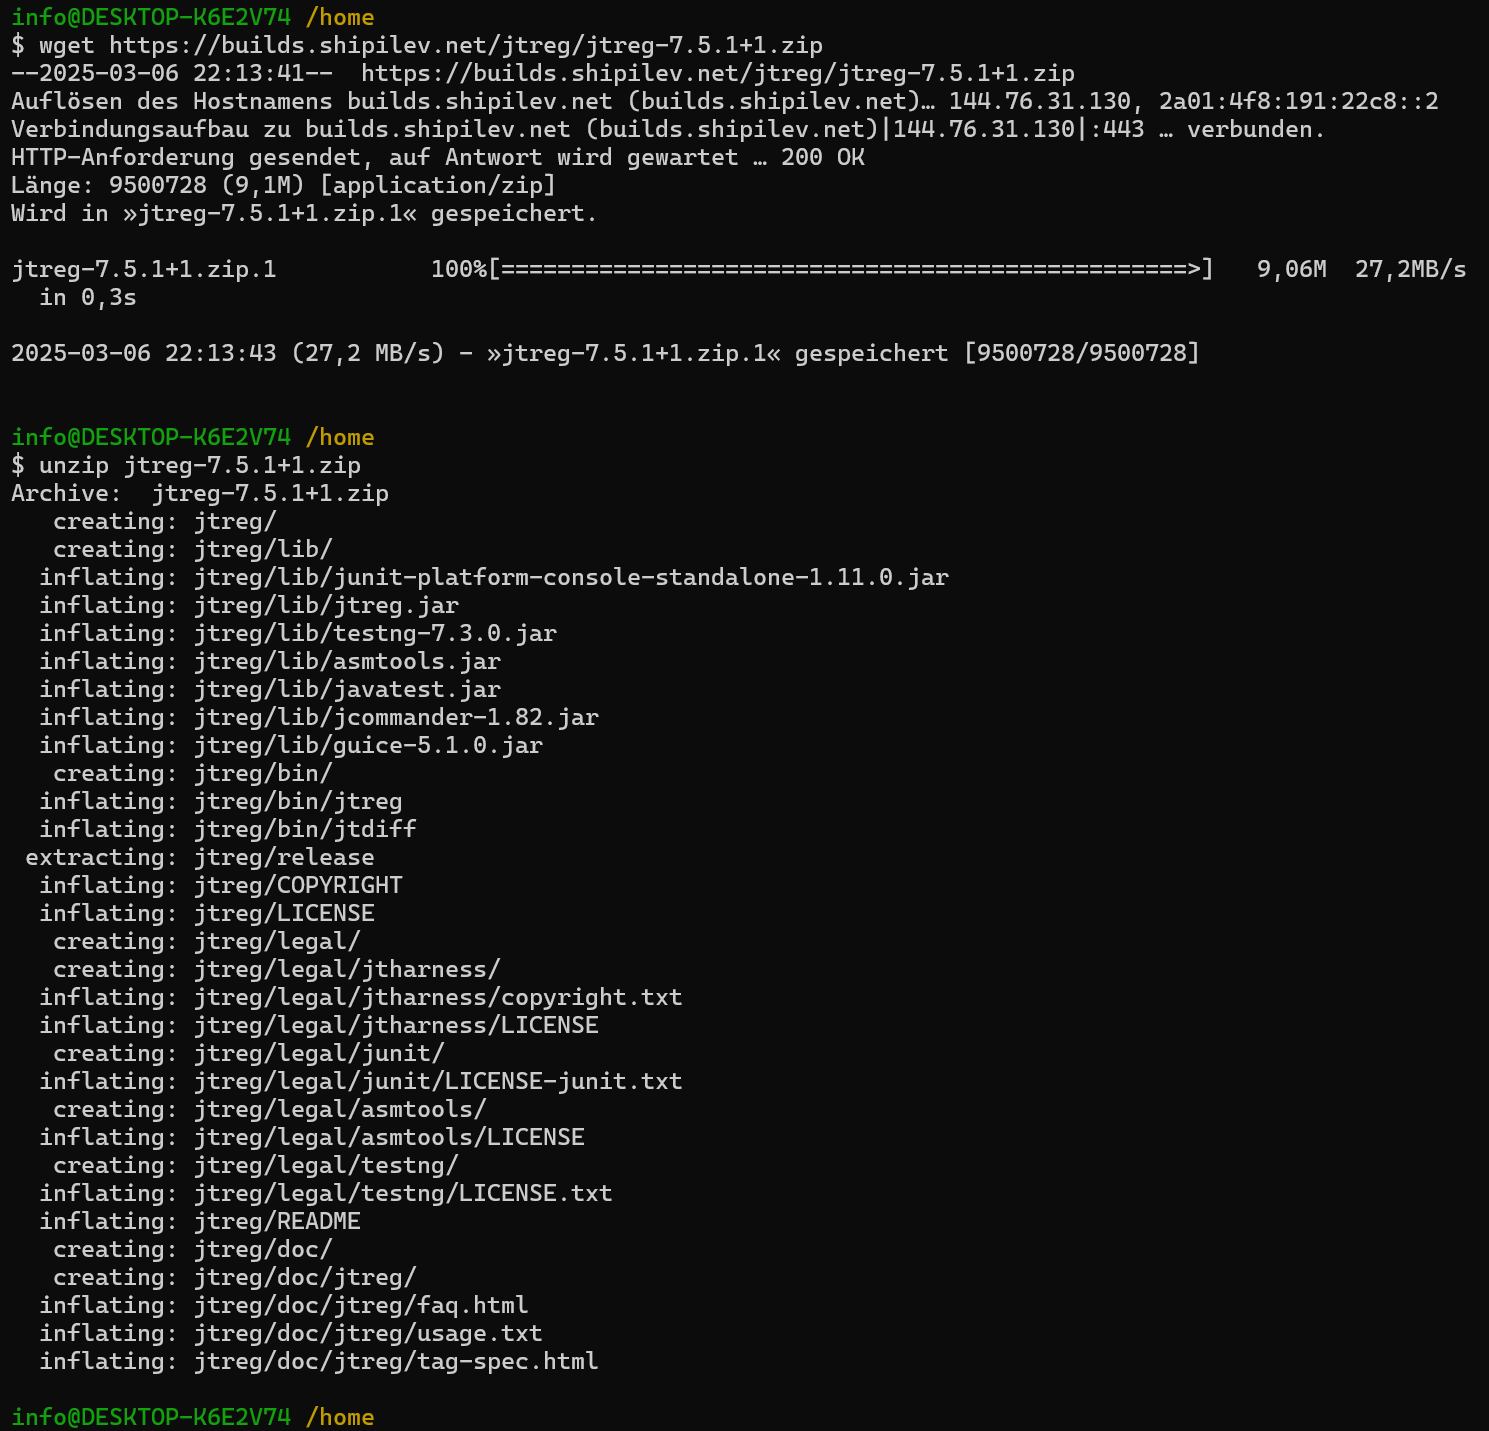 info@DESKTOP-K6E2V74 /home
$ wget https://builds.shipilev.net/jtreg/jtreg-7.5.1+1.zip
--2025-03-06 22:13:41--  https://builds.shipilev.net/jtreg/jtreg-7.5.1+1.zip
Auflösen des Hostnamens builds.shipilev.net (builds.shipilev.net)… 144.76.31.130, 2a01:4f8:191:22c8::2
Verbindungsaufbau zu builds.shipilev.net (builds.shipilev.net)|144.76.31.130|:443 … verbunden.
HTTP-Anforderung gesendet, auf Antwort wird gewartet … 200 OK
Länge: 9500728 (9,1M) [application/zip]
Wird in »jtreg-7.5.1+1.zip.1« gespeichert.
jtreg-7.5.1+1.zip.1           100%[=================================================>]   9,06M  27,2MB/s
  in 0,3s
2025-03-06 22:13:43 (27,2 MB/s) - »jtreg-7.5.1+1.zip.1« gespeichert [9500728/9500728]
info@DESKTOP-K6E2V74 /home
$ unzip jtreg-7.5.1+1.zip
Archive:  jtreg-7.5.1+1.zip
   creating: jtreg/
   creating: jtreg/lib/
  inflating: jtreg/lib/junit-platform-console-standalone-1.11.0.jar
  inflating: jtreg/lib/jtreg.jar
  inflating: jtreg/lib/testng-7.3.0.jar
  inflating: jtreg/lib/asmtools.jar
  inflating: jtreg/lib/javatest.jar
  inflating: jtreg/lib/jcommander-1.82.jar
  inflating: jtreg/lib/guice-5.1.0.jar
   creating: jtreg/bin/
  inflating: jtreg/bin/jtreg
  inflating: jtreg/bin/jtdiff
 extracting: jtreg/release
  inflating: jtreg/COPYRIGHT
  inflating: jtreg/LICENSE
   creating: jtreg/legal/
   creating: jtreg/legal/jtharness/
  inflating: jtreg/legal/jtharness/copyright.txt
  inflating: jtreg/legal/jtharness/LICENSE
   creating: jtreg/legal/junit/
  inflating: jtreg/legal/junit/LICENSE-junit.txt
   creating: jtreg/legal/asmtools/
  inflating: jtreg/legal/asmtools/LICENSE
   creating: jtreg/legal/testng/
  inflating: jtreg/legal/testng/LICENSE.txt
  inflating: jtreg/README
   creating: jtreg/doc/
   creating: jtreg/doc/jtreg/
  inflating: jtreg/doc/jtreg/faq.html
  inflating: jtreg/doc/jtreg/usage.txt
  inflating: jtreg/doc/jtreg/tag-spec.html
info@DESKTOP-K6E2V74 /home